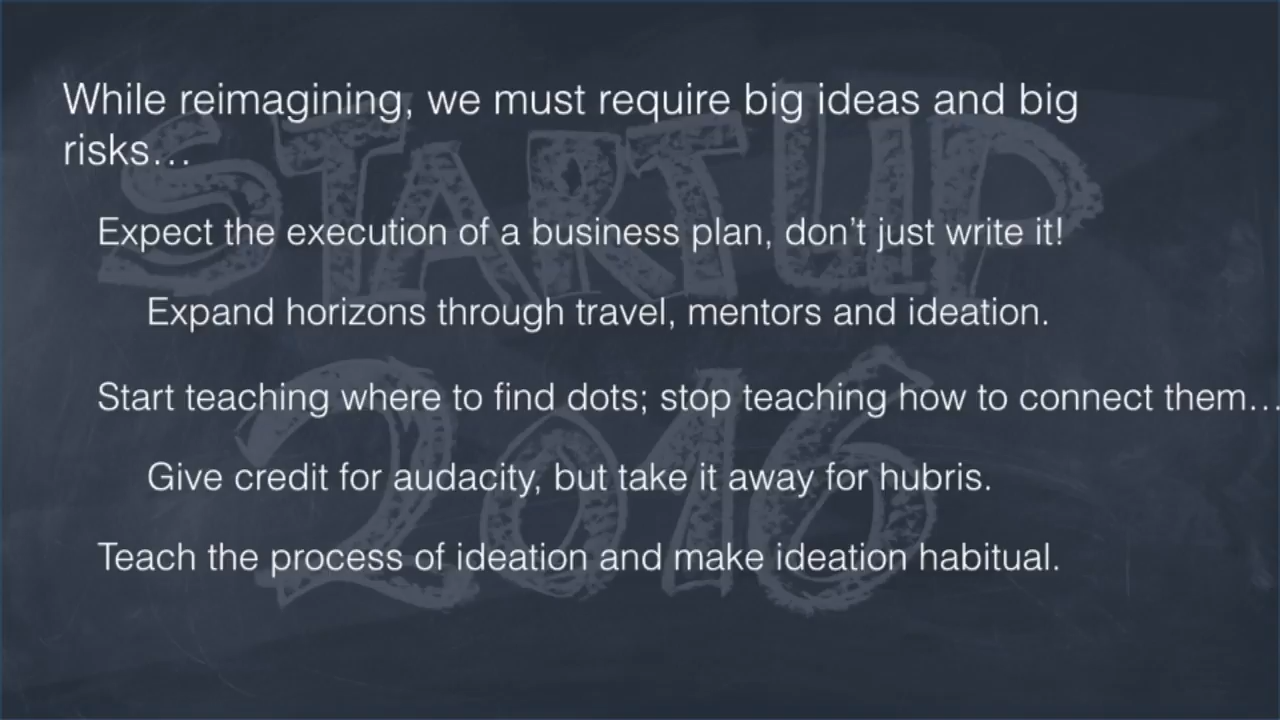 While reimagining, we must require big ideas and big
risks…
Expect the execution of a business plan, don’t just write it!
Expand horizons through travel, mentors and ideation.
Start teaching where to find dots; stop teaching how to connect them…
Give credit for audacity, but take it away for hubris.
Teach the process of ideation and make ideation habitual.
STARTUP
2016